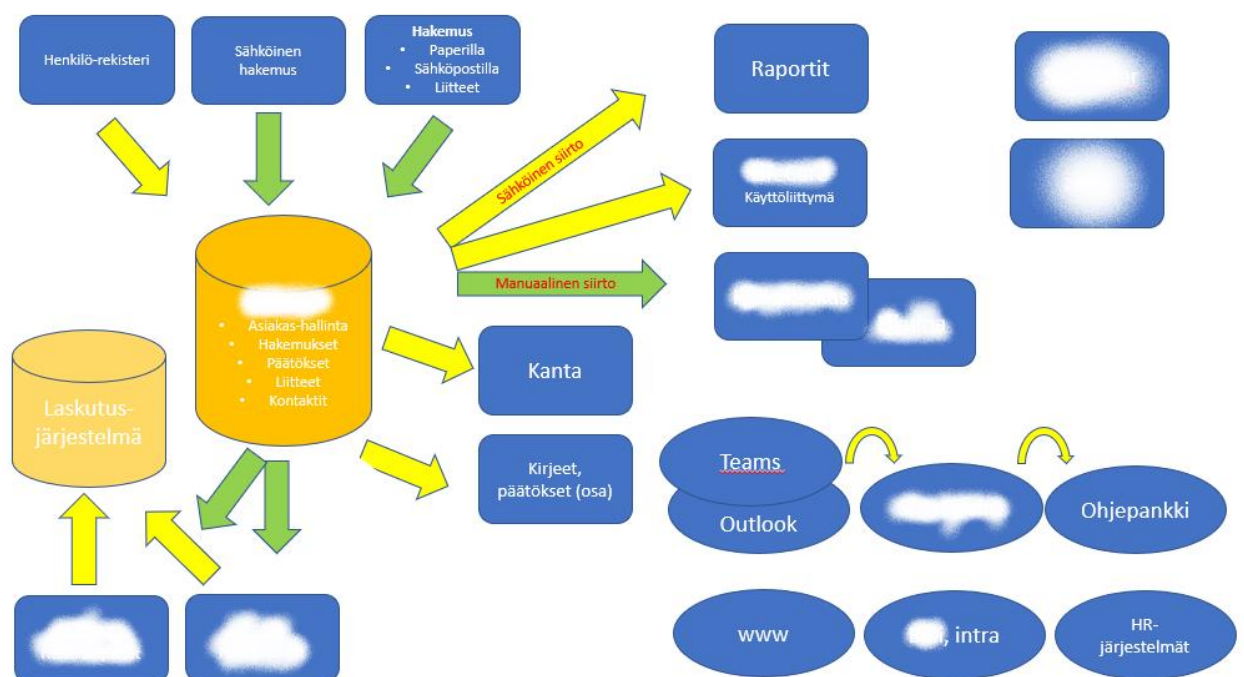 Henkilö-rekisteri
Sähköinen
hakemus
Hakemus
• Paperilla
• Sähköpostilla
• Liitteet
Raportit
Sähköinen siirto
Käyttöliittymä
Manuaalinen siirto
• Asiakas-hallinta
• Hakemukset
• Päätökset
• Liitteet
• Kontaktit
Laskutus-
järjestelmä
Kanta
Kirjeet,
päätökset (osa)
Teams
Outlook
Ohjepankki
www
, intra
HR-
järjestelmät